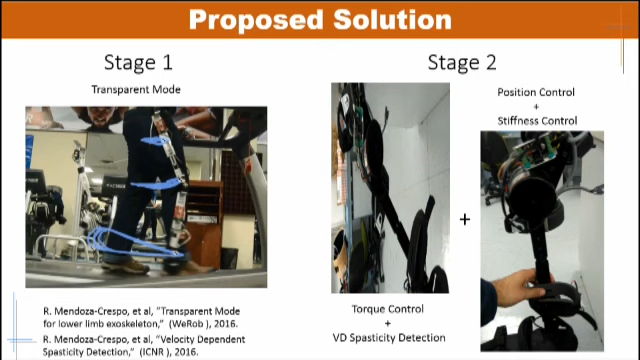 Proposed Solution
Stage 1
Transparent Mode
R. Mendoza-Crespo, et al, "Transparent Mode
for lower limb exoskeleton," (WeRob ), 2016.
R. Mendoza-Crespo, et al, "Velocity Dependent
Spasticity Detection," (ICNR ), 2016.
Stage 2
Position Control
+
Stiffness Control
+
Torque Control
+
VD Spasticity Detection